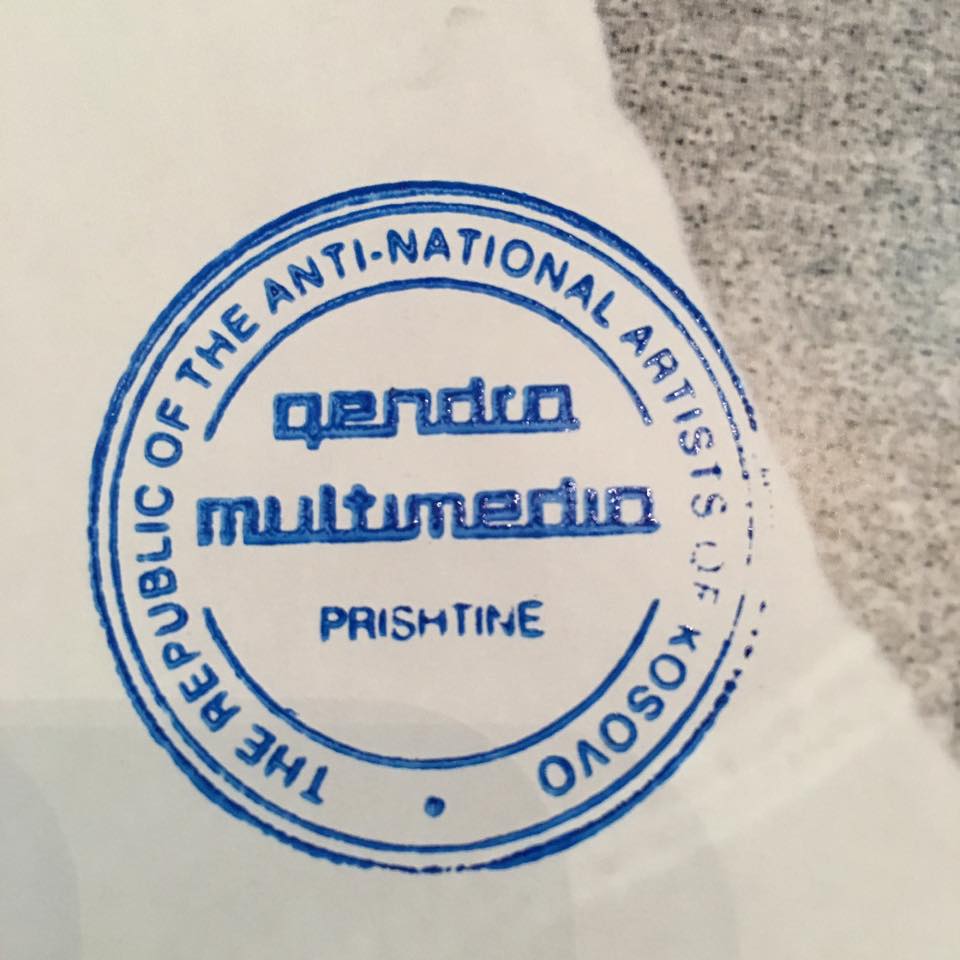 THE REPUBLIC OF THE ANTI-NATIONAL ARTISTS OF KOSOVO
qendra
multimedia
PRISHTINE